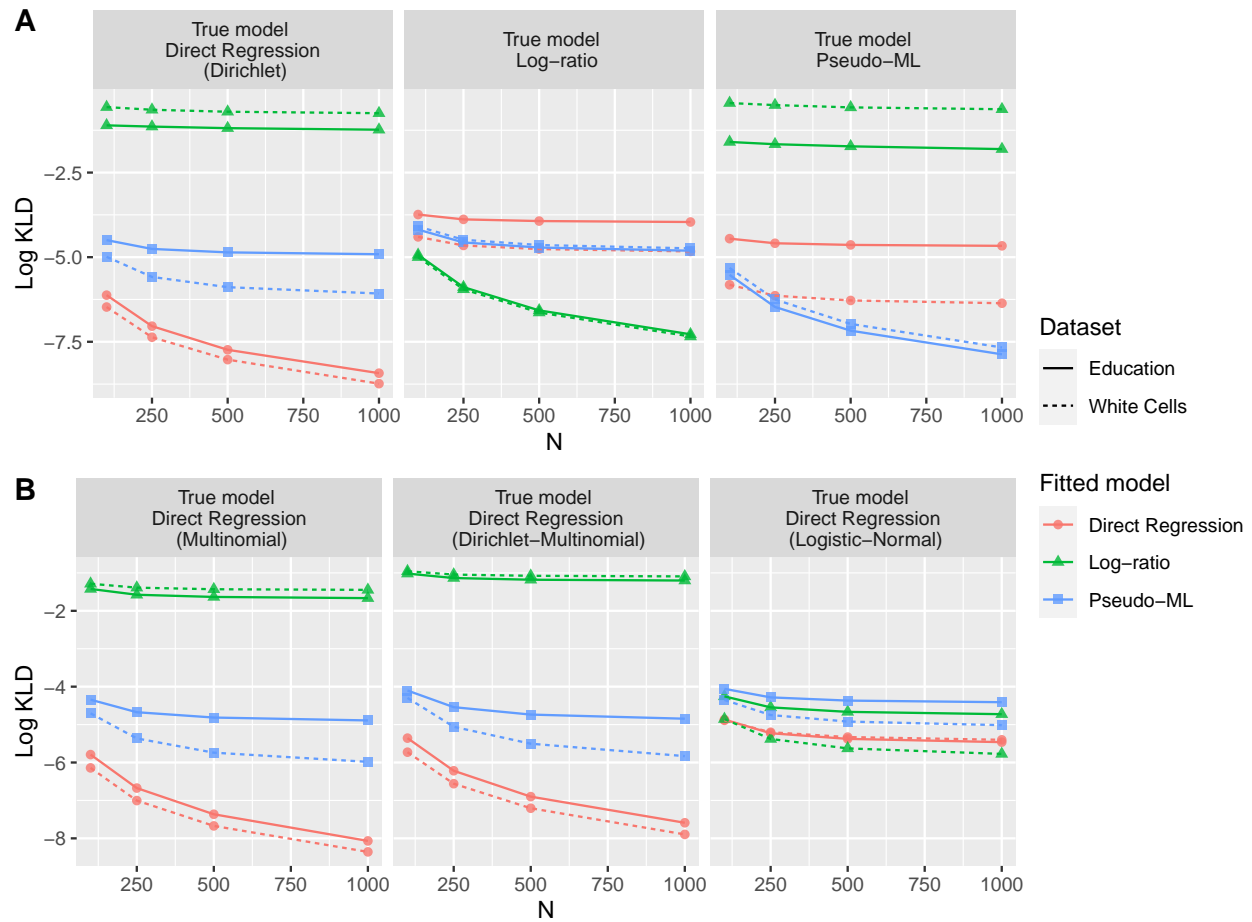 A
True model
Direct Regression
(Dirichlet)
True model
Log−ratio
True model
Pseudo−ML
Log KLD
−2.5
−5.0
−7.5
250 500 750 1000
250 500 750 1000
250 500 750 1000
N
Dataset
Education
White Cells
Fitted model
Direct Regression
Log−ratio
Pseudo−ML
B
True model
Direct Regression
(Multinomial)
True model
Direct Regression
(Dirichlet−Multinomial)
True model
Direct Regression
(Logistic−Normal)
Log KLD
−2
−4
−6
−8
250 500 750 1000
250 500 750 1000
250 500 750 1000
N